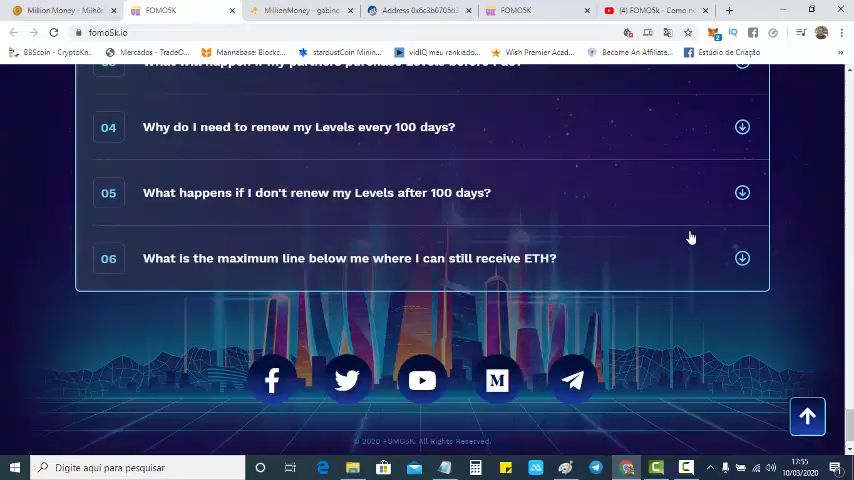 Million.Money - Milhõ
FOMO5K
MillionMoney - gabine
Address 0x6c3b0705d3
FOMO5K
(4) FOMO5k - Como ne
fomo5k.io
BBScoin - CryptoKn...
Mercados - TradeO...
Mannabase: Blockc...
stardustCoin Minin...
vidIQ meu rankiado...
Wish Premier Acad...
Become An Affiliate...
Estúdio de Criação
04 Why do I need to renew my Levels every 100 days?
05 What happens if I don't renew my Levels after 100 days?
06 What is the maximum line below me where I can still receive ETH?
© 2020 FOMO5K. All Rights Reserved.
Digite aqui para pesquisar
17:55
10/03/2020